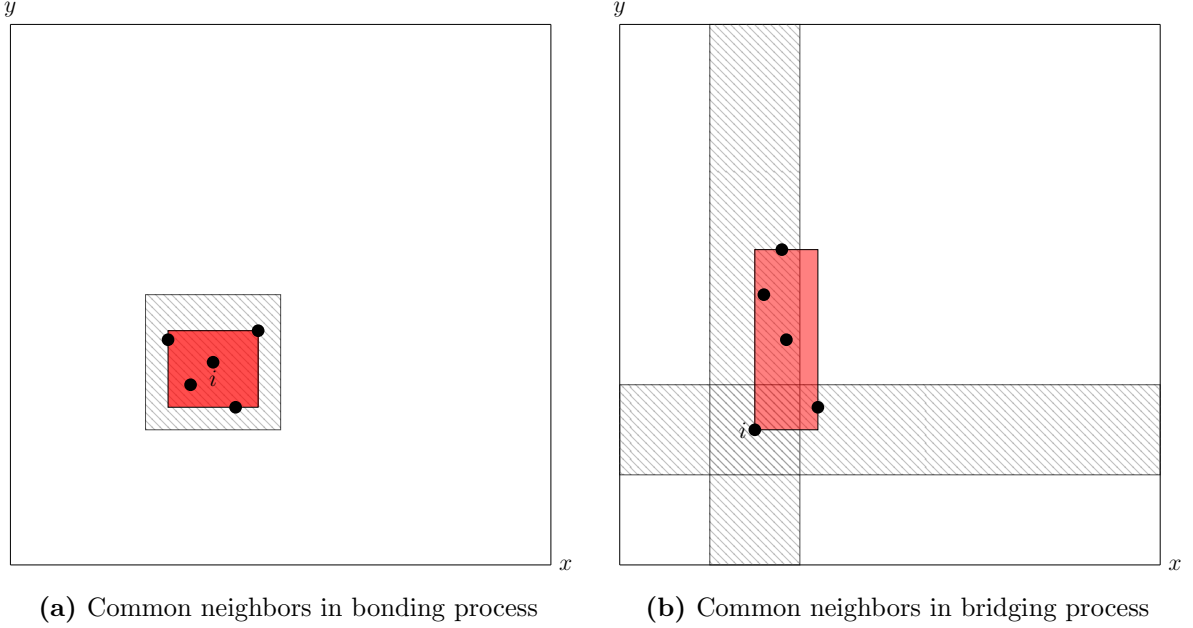 y
y
i
i
x
x
(a) Common neighbors in bonding process
(b) Common neighbors in bridging process